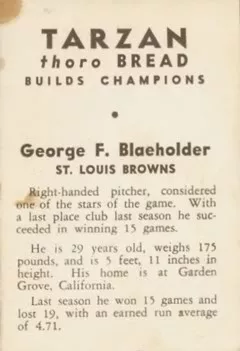 TARZAN
thoro BREAD
BUILDS CHAMPIONS
•
George F. Blaeholder
ST. LOUIS BROWNS
Right-handed pitcher, considered
one of the stars of the game. With
a last place club last season he suc-
ceeded in winning 15 games.
He is 29 years old, weighs 175
pounds, and is 5 feet, 11 inches in
height. His home is at Garden
Grove, California.
Last season he won 15 games and
lost 19, with an earned run average
of 4.71.